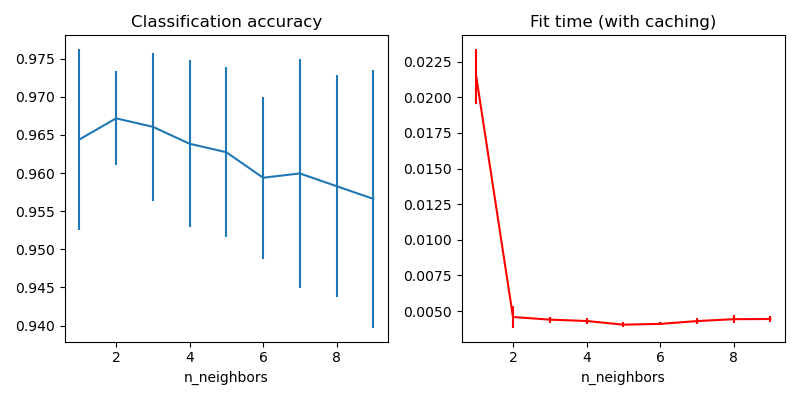 Classification accuracy
0.975
0.970
0.965
0.960
0.955
0.950
0.945
0.940
2 4 6 8
n_neighbors
Fit time (with caching)
0.0225
0.0200
0.0175
0.0150
0.0125
0.0100
0.0075
0.0050
2 4 6 8
n_neighbors